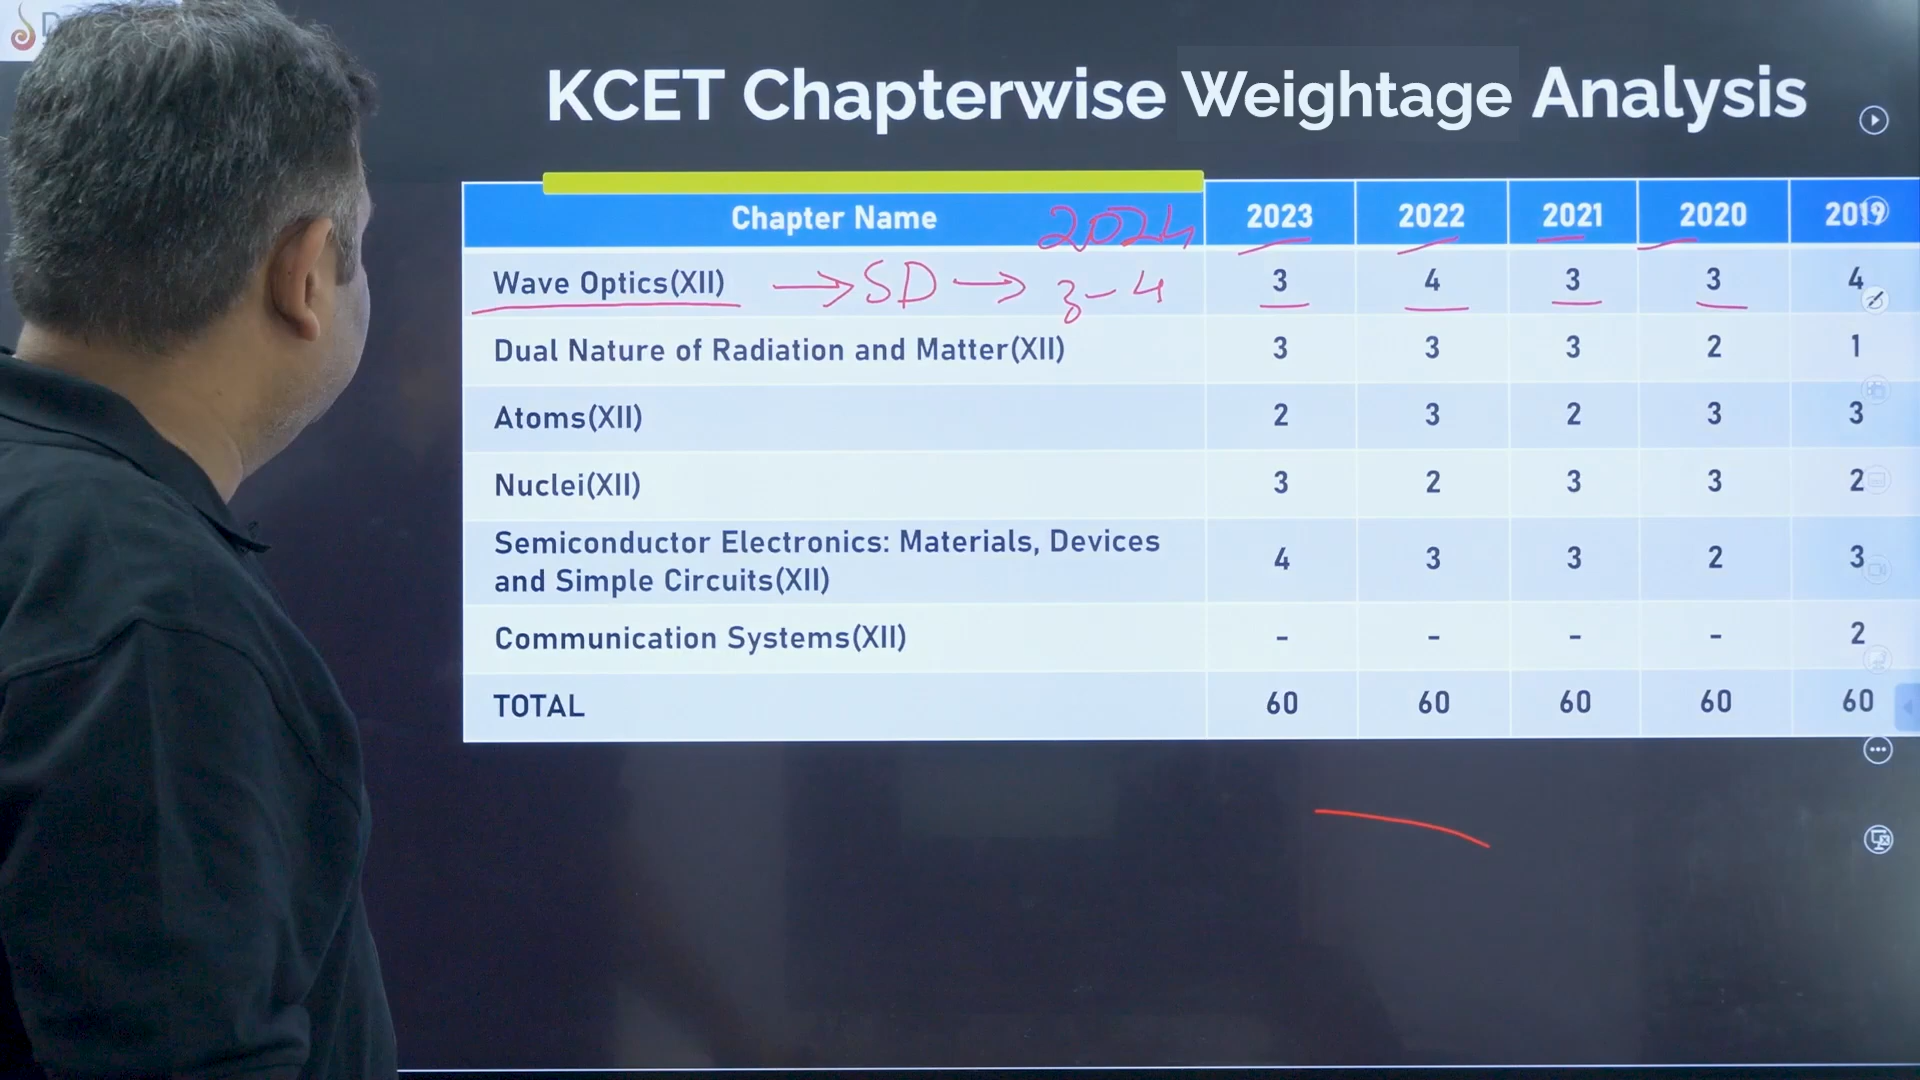 KCET Chapterwise Weightage Analysis
Chapter Name 2024 2023 2022 2021 2020 2019
Wave Optics(XII) → SD → 3-4 3 4 3 3 4
Dual Nature of Radiation and Matter(XII) 3 3 3 2 1
Atoms(XII) 2 3 2 3 3
Nuclei(XII) 3 2 3 3 2
Semiconductor Electronics: Materials, Devices
and Simple Circuits(XII) 4 3 3 2 3
Communication Systems(XII) - - - - 2
TOTAL 60 60 60 60 60